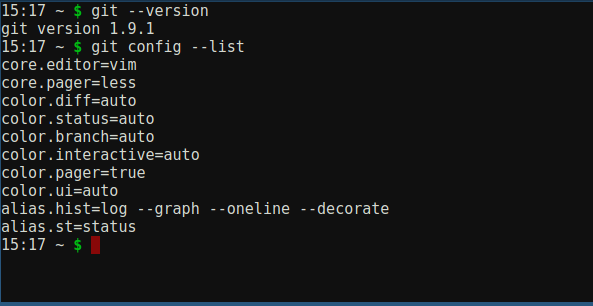 15:17 ~ $ git --version
git version 1.9.1
15:17 ~ $ git config --list
core.editor=vim
core.pager=less
color.diff=auto
color.status=auto
color.branch=auto
color.interactive=auto
color.pager=true
color.ui=auto
alias.hist=log --graph --oneline --decorate
alias.st=status
15:17 ~ $